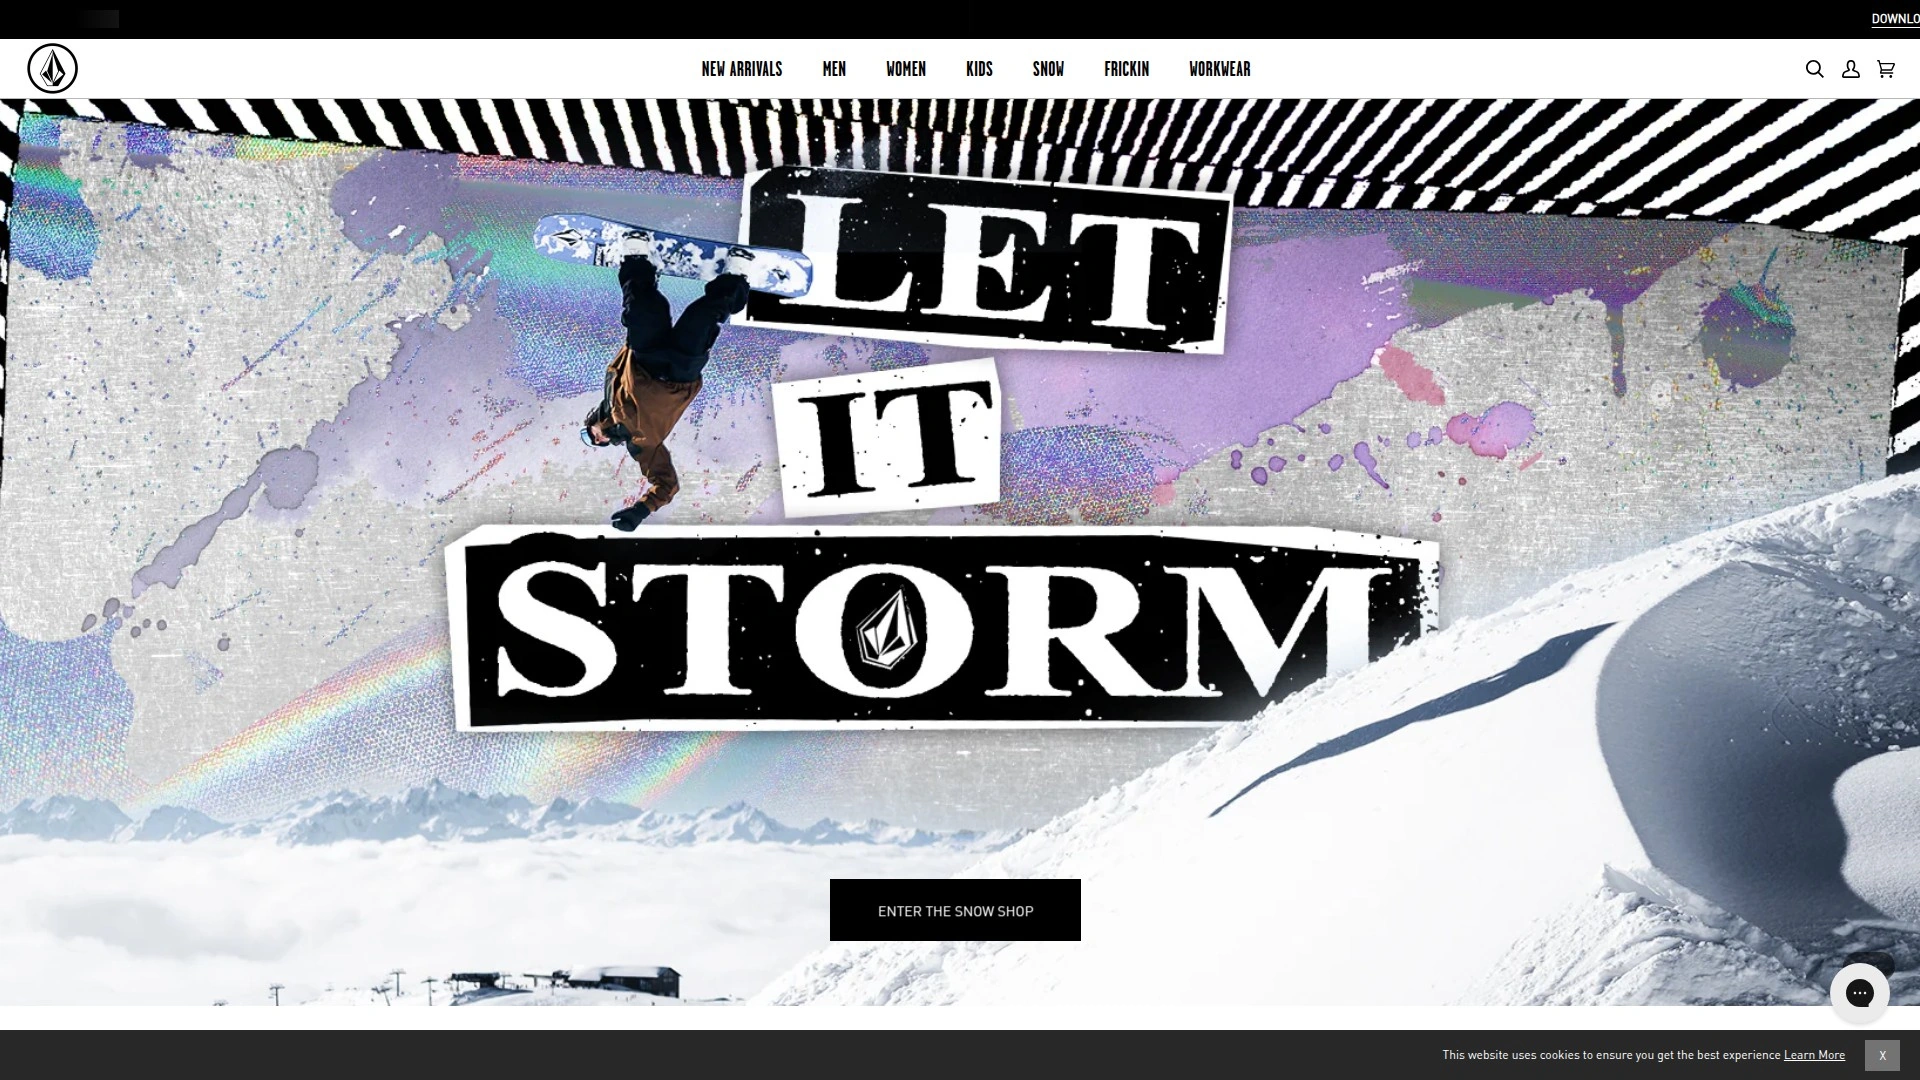 DOWNLO
NEW ARRIVALS MEN WOMEN KIDS SNOW FRICKIN WORKWEAR
LET
IT
STORM
ENTER THE SNOW SHOP
This website uses cookies to ensure you get the best experience Learn More X